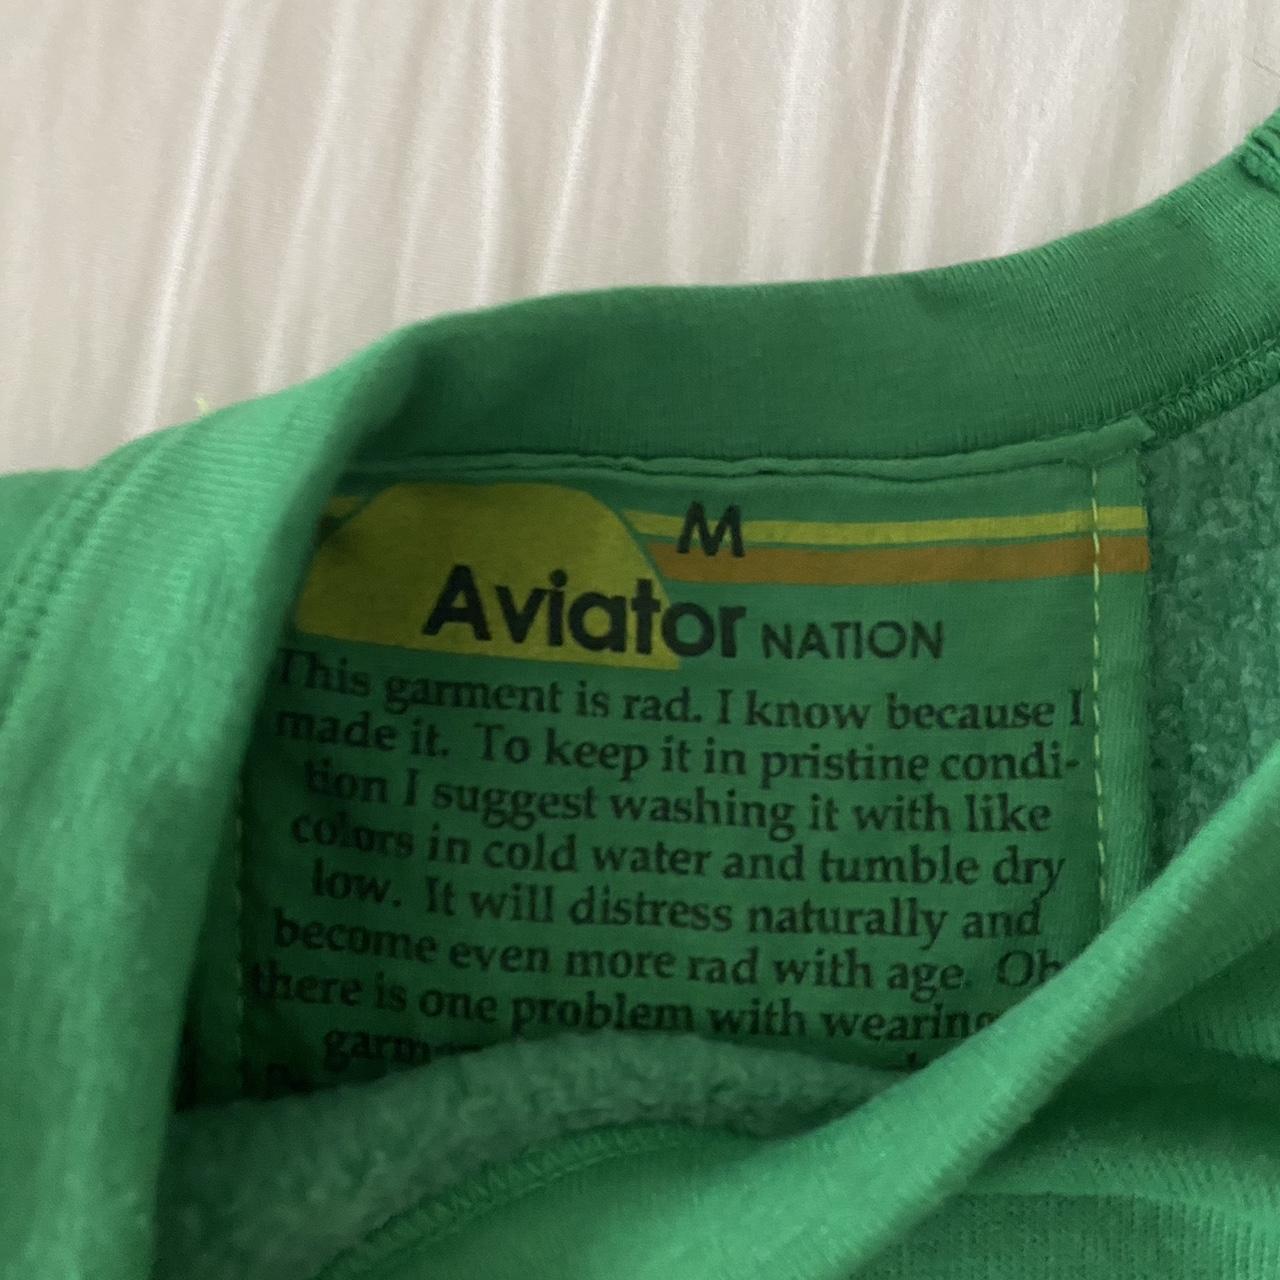 M
Aviator NATION
This garment is rad. I know because I
made it. To keep it in pristine condi-
tion I suggest washing it with like
colors in cold water and tumble dry
low. It will distress naturally and
become even more rad with age. Oh
there is one problem with wearing